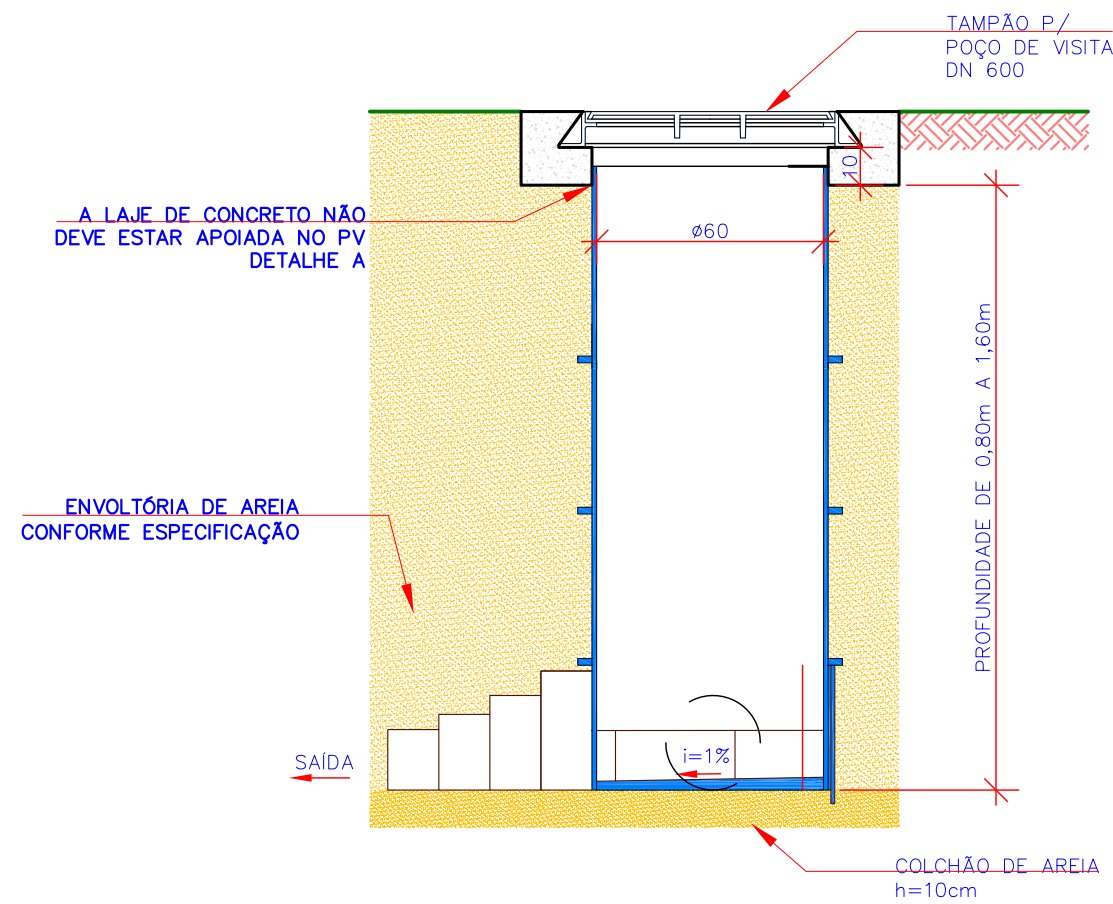 TAMPÃO P/
POÇO DE VISITA
DN 600
10
A LAJE DE CONCRETO NÃO
DEVE ESTAR APOIADA NO PV
DETALHE A
ø60
PROFUNDIDADE DE 0,80m A 1,60m
ENVOLTÓRIA DE AREIA
CONFORME ESPECIFICAÇÃO
SAÍDA
i=1%
COLCHÃO DE AREIA
h=10cm